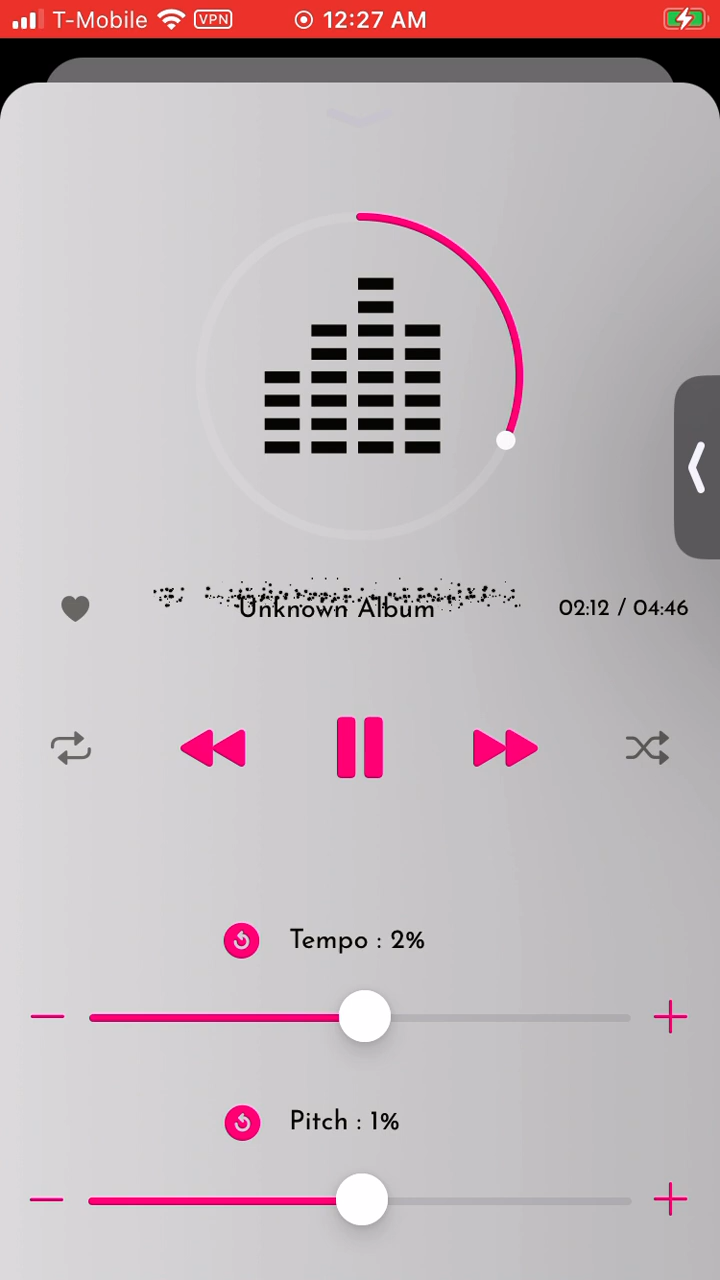 T-Mobile VPN 12:27 AM
Unknown Album
02:12 / 04:46
Tempo : 2%
Pitch : 1%